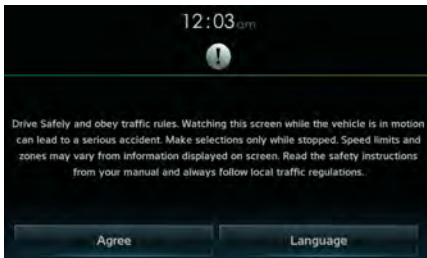 12:03 am
Drive Safely and obey traffic rules. Watching this screen while the vehicle is in motion
can lead to a serious accident. Make selections only while stopped. Speed limits and
zones may vary from information displayed on screen. Read the safety instructions
from your manual and always follow local traffic regulations.
Agree
Language